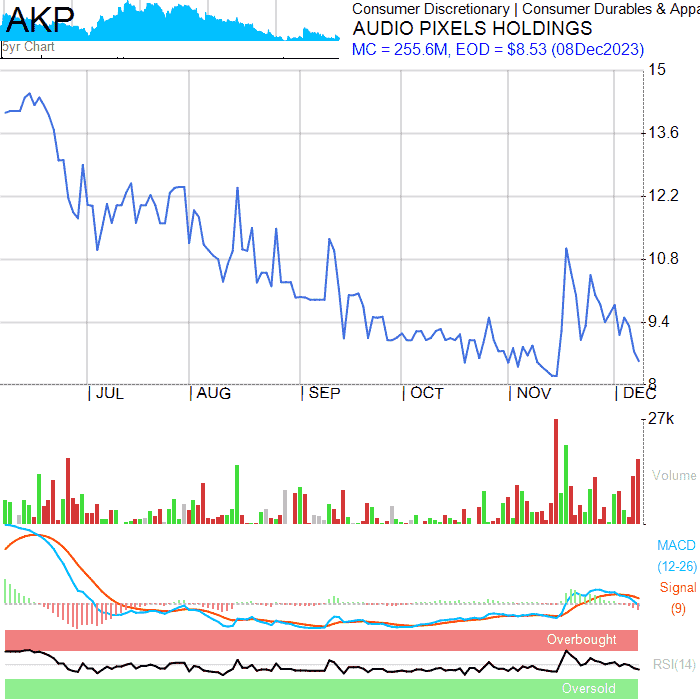 AKP
5yr Chart
Consumer Discretionary | Consumer Durables & Appa
AUDIO PIXELS HOLDINGS
MC = 255.6M, EOD = $8.53 (08Dec2023)
15
13.6
12.2
10.8
9.4
8
JUL AUG SEP OCT NOV DEC
27k
Volume
MACD
(12-26)
Signal
(9)
Overbought
RSI(14)
Oversold